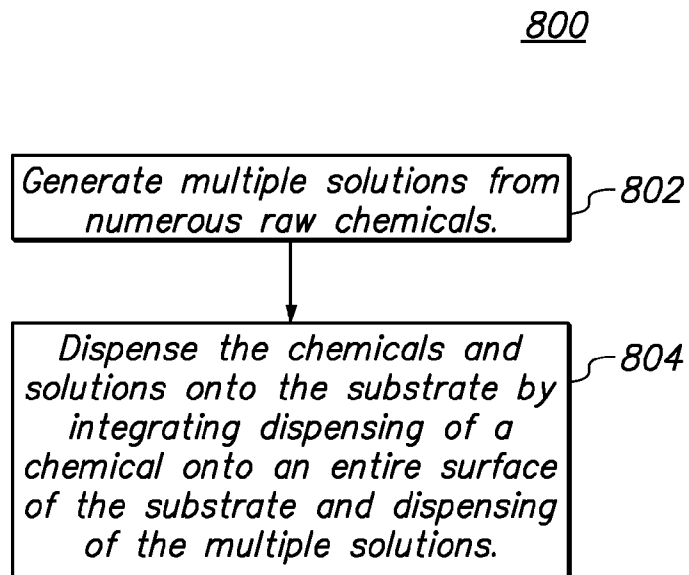 800
Generate multiple solutions from
numerous raw chemicals.
802
Dispense the chemicals and
solutions onto the substrate by
integrating dispensing of a
chemical onto an entire surface
of the substrate and dispensing
of the multiple solutions.
804